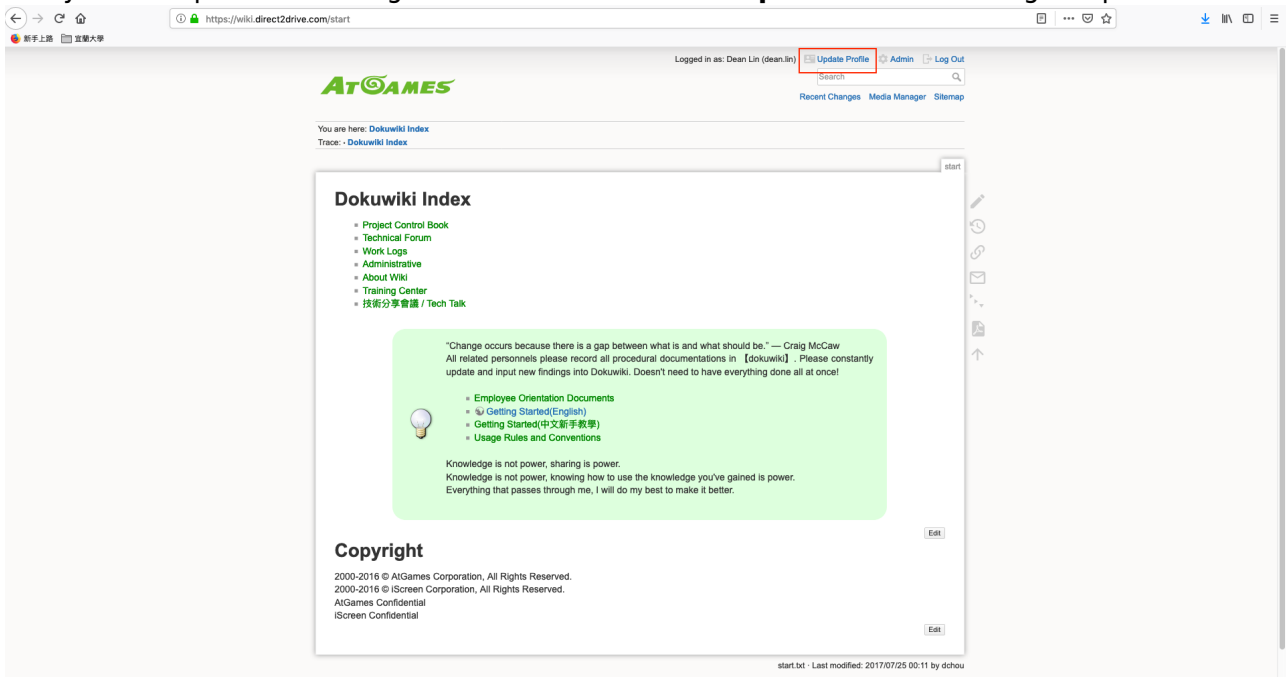 https://wiki.direct2drive.com/start
新手上路 宜蘭大學
Logged in as: Dean Lin (dean.lin) Update Profile Admin Log Out
Search
ATGAMES
Recent Changes Media Manager Sitemap
You are here: Dokuwiki Index
Trace: • Dokuwiki Index
start
Dokuwiki Index
Project Control Book
Technical Forum
Work Logs
Administrative
About Wiki
Training Center
技術分享會議 / Tech Talk
"Change occurs because there is a gap between what is and what should be." — Craig McCaw
All related personnels please record all procedural documentations in 【dokuwiki】. Please constantly
update and input new findings into Dokuwiki. Doesn't need to have everything done all at once!
Employee Orientation Documents
Getting Started(English)
Getting Started(中文新手教學)
Usage Rules and Conventions
Knowledge is not power, sharing is power.
Knowledge is not power, knowing how to use the knowledge you've gained is power.
Everything that passes through me, I will do my best to make it better.
Edit
Copyright
2000-2016 © AtGames Corporation, All Rights Reserved.
2000-2016 © iScreen Corporation, All Rights Reserved.
AtGames Confidential
iScreen Confidential
Edit
start.txt · Last modified: 2017/07/25 00:11 by dchou